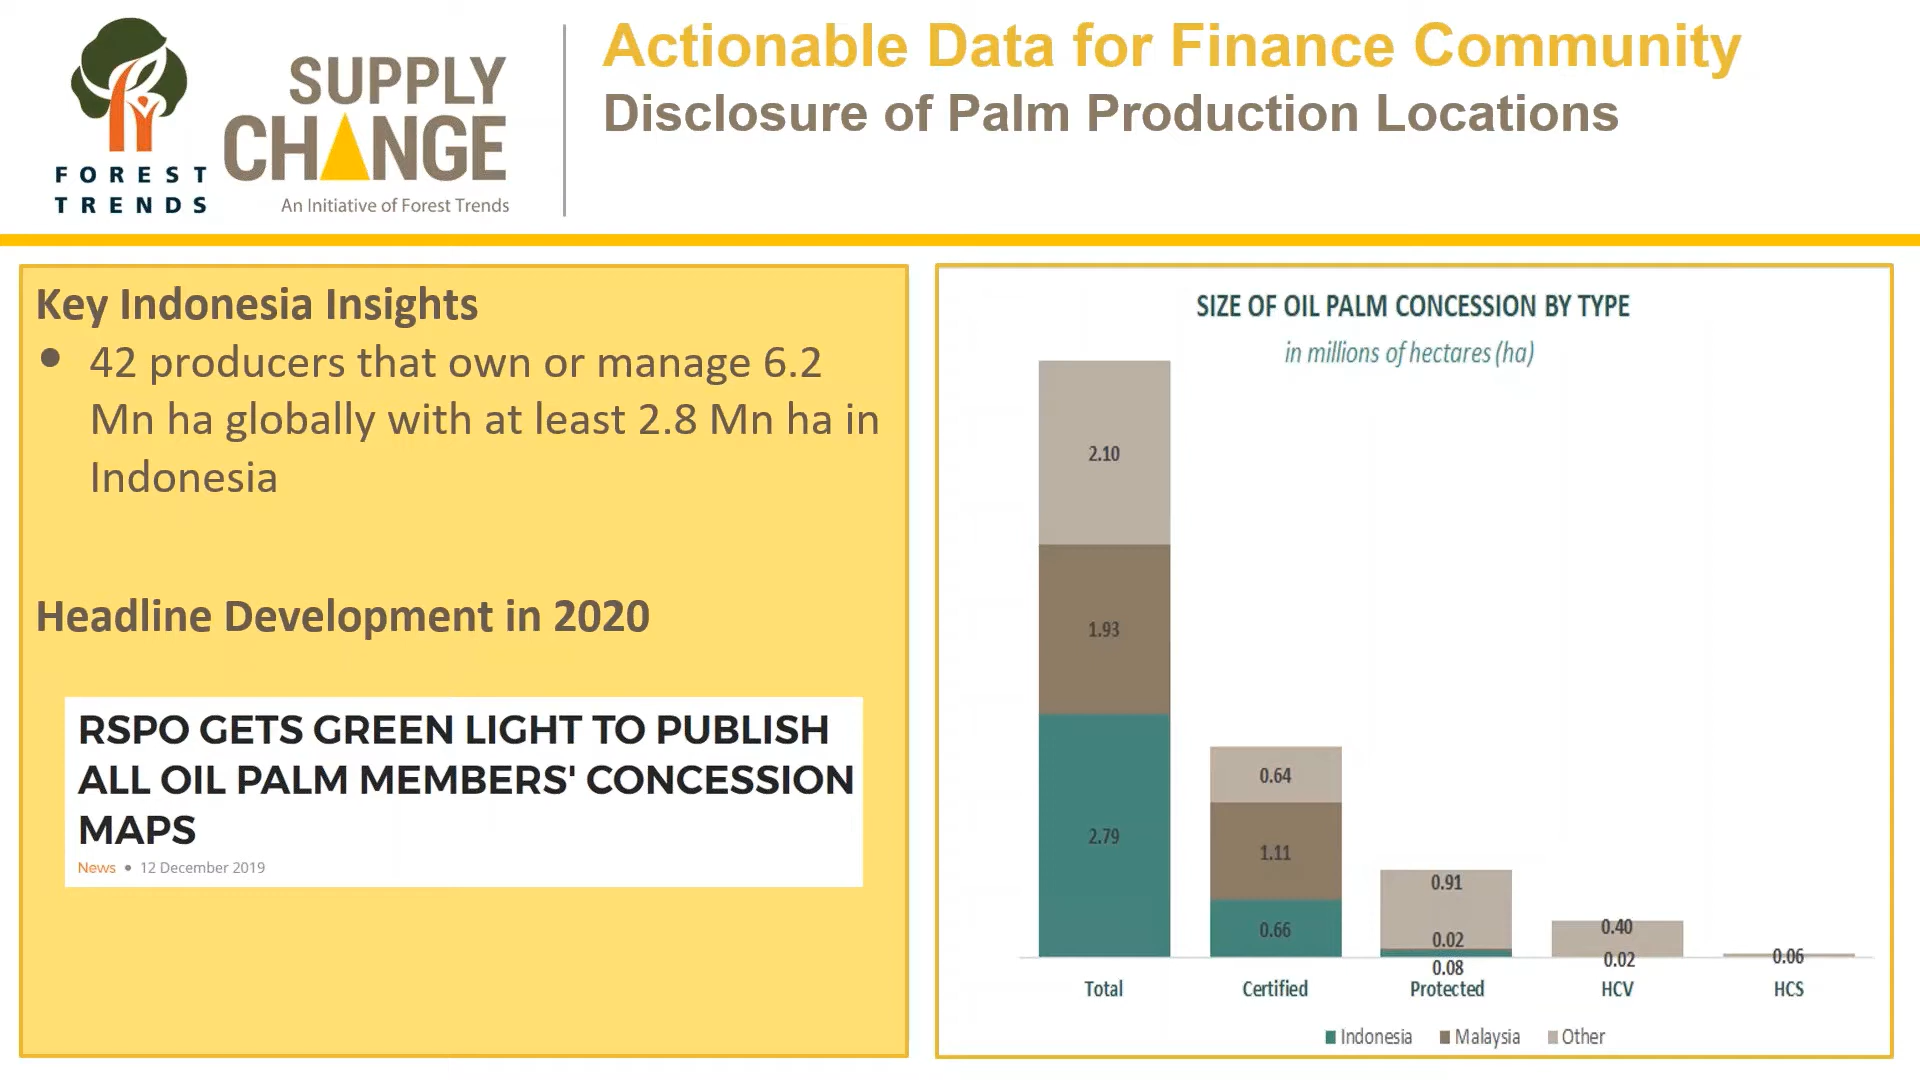 FOREST
TRENDS
SUPPLY
CHANGE
An Initiative of Forest Trends
Actionable Data for Finance Community
Disclosure of Palm Production Locations
Key Indonesia Insights
• 42 producers that own or manage 6.2
Mn ha globally with at least 2.8 Mn ha in
Indonesia
Headline Development in 2020
RSPO GETS GREEN LIGHT TO PUBLISH
ALL OIL PALM MEMBERS' CONCESSION
MAPS
News • 12 December 2019
SIZE OF OIL PALM CONCESSION BY TYPE
in millions of hectares (ha)
2.10
1.93
2.79
0.64
1.11
0.66
0.91
0.02
0.08
0.40
0.02
0.06
Total Certified Protected HCV HCS
Indonesia Malaysia Other